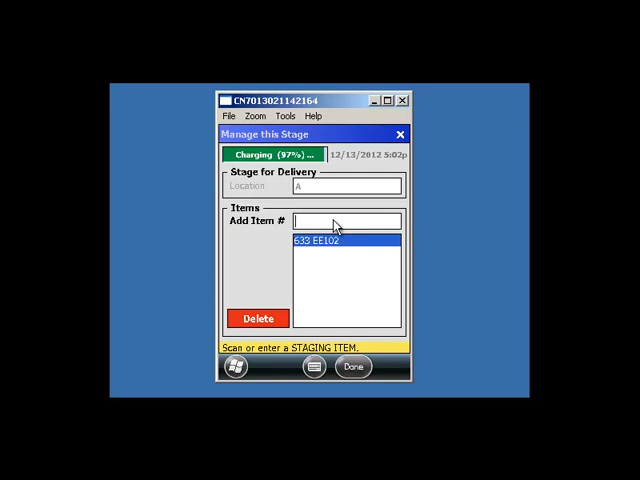 CN7013021142164
File Zoom Tools Help
Manage this Stage
Charging (97%) ... 12/13/2012 5:02p
Stage for Delivery
Location A
Items
Add Item #
633 EE102
Delete
Scan or enter a STAGING ITEM.
Done